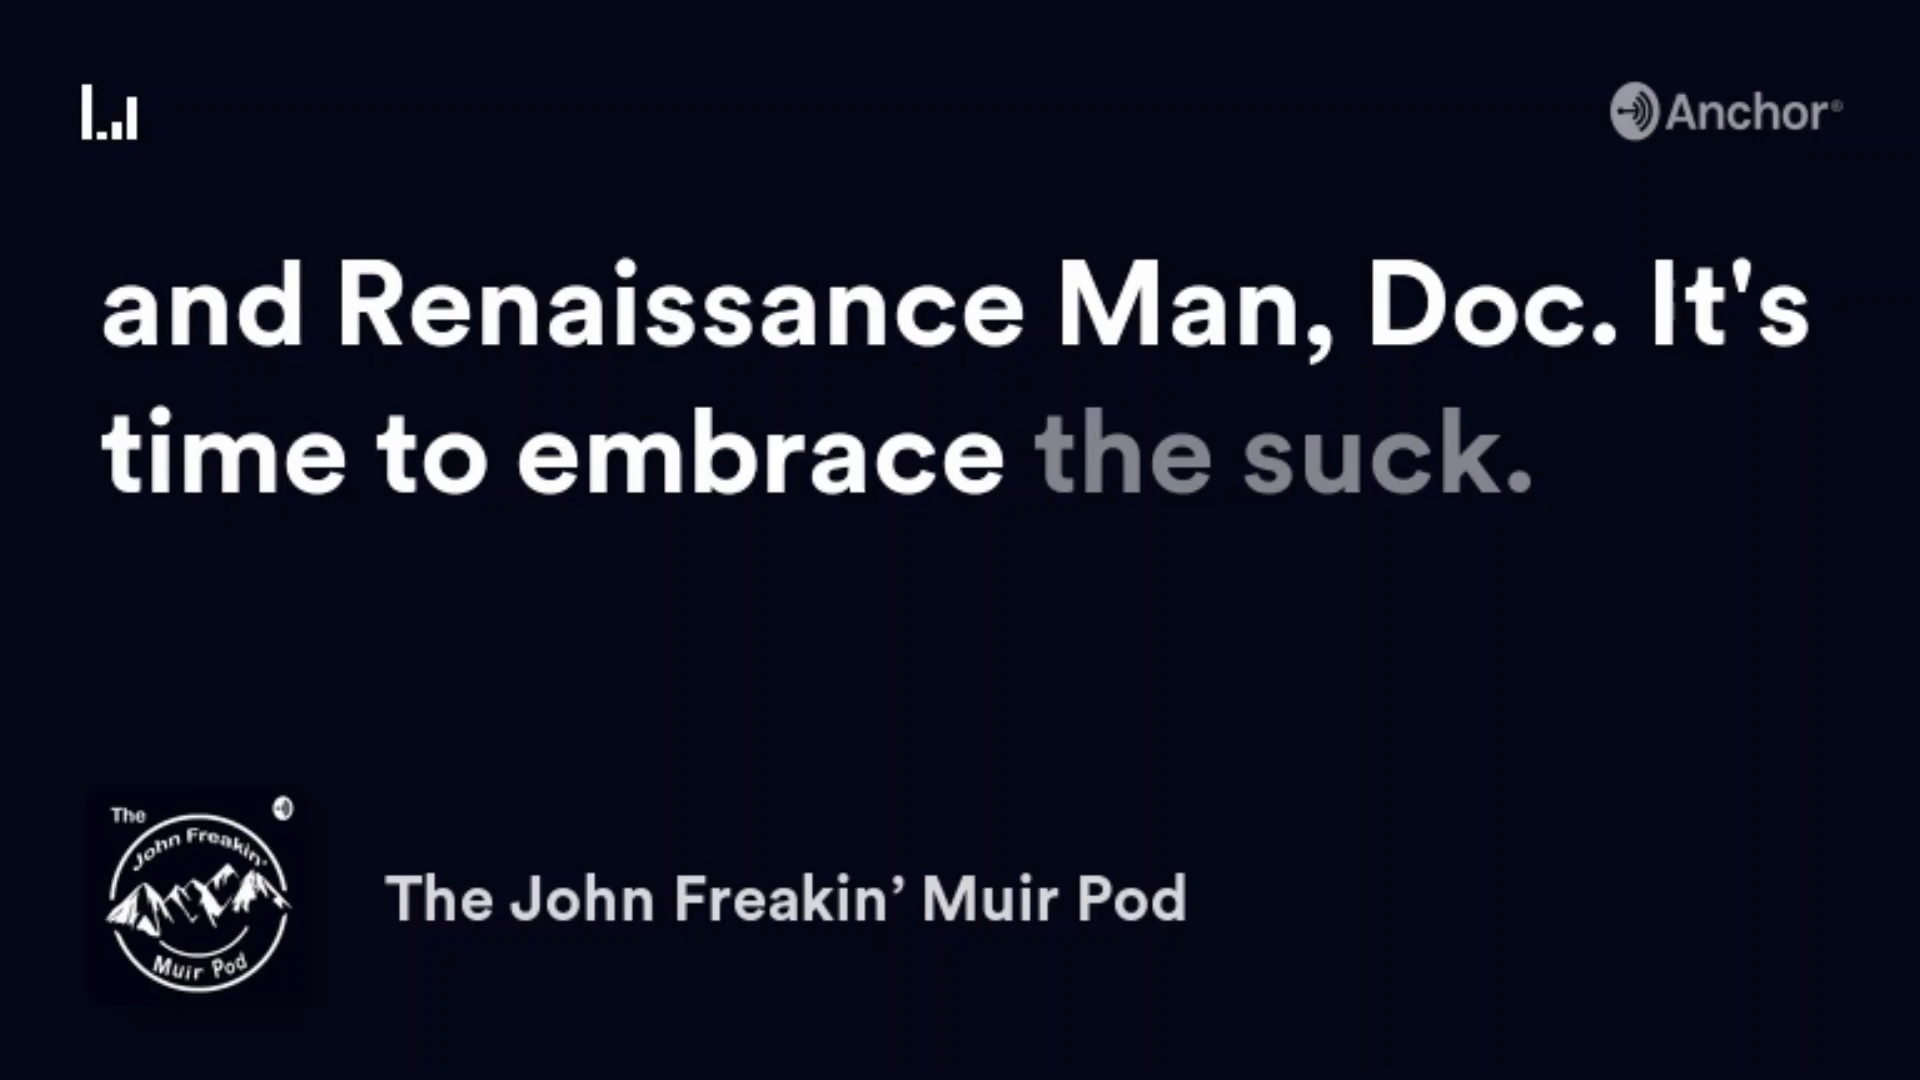 Anchor®
and Renaissance Man, Doc. It's
time to embrace the suck.
The
John Freakin'
Muir Pod
The John Freakin’ Muir Pod